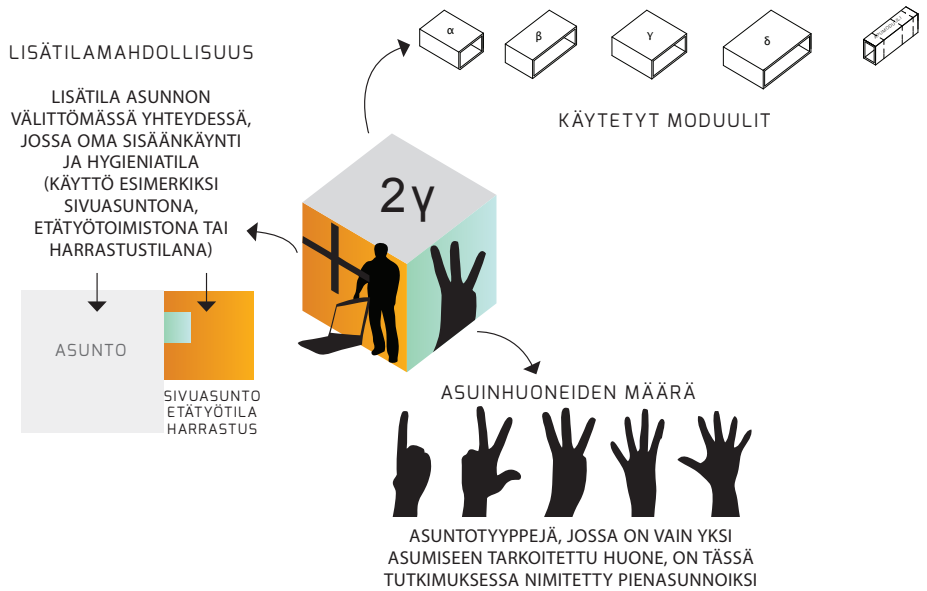 LISÄTILAMAHDOLLISUUS
LISÄTILA ASUNNON
VÄLITTÖMÄSSÄ YHTEYDESSÄ,
JOSSA OMA SISÄÄNKÄYNTI
JA HYGIENIATILA
(KÄYTTÖ ESIMERKIKSI
SIVUASUNTONA,
ETÄTYÖTOIMISTONA TAI
HARRASTUSTILANA)
ASUNTO
SIVUASUNTO
ETÄTYÖTILA
HARRASTUS
α
β
γ
δ
KÄYTETYT MODUULIT
2γ
ASUINHUONEIDEN MÄÄRÄ
ASUNTOTYYPPEJÄ, JOSSA ON VAIN YKSI
ASUMISEEN TARKOITETTU HUONE, ON TÄSSÄ
TUTKIMUKSESSA NIMITETTY PIENASUNNOIKSI